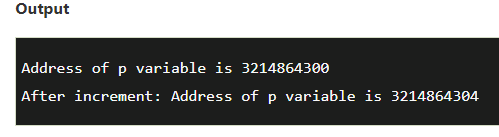 Output
Address of p variable is 3214864300
After increment: Address of p variable is 3214864304